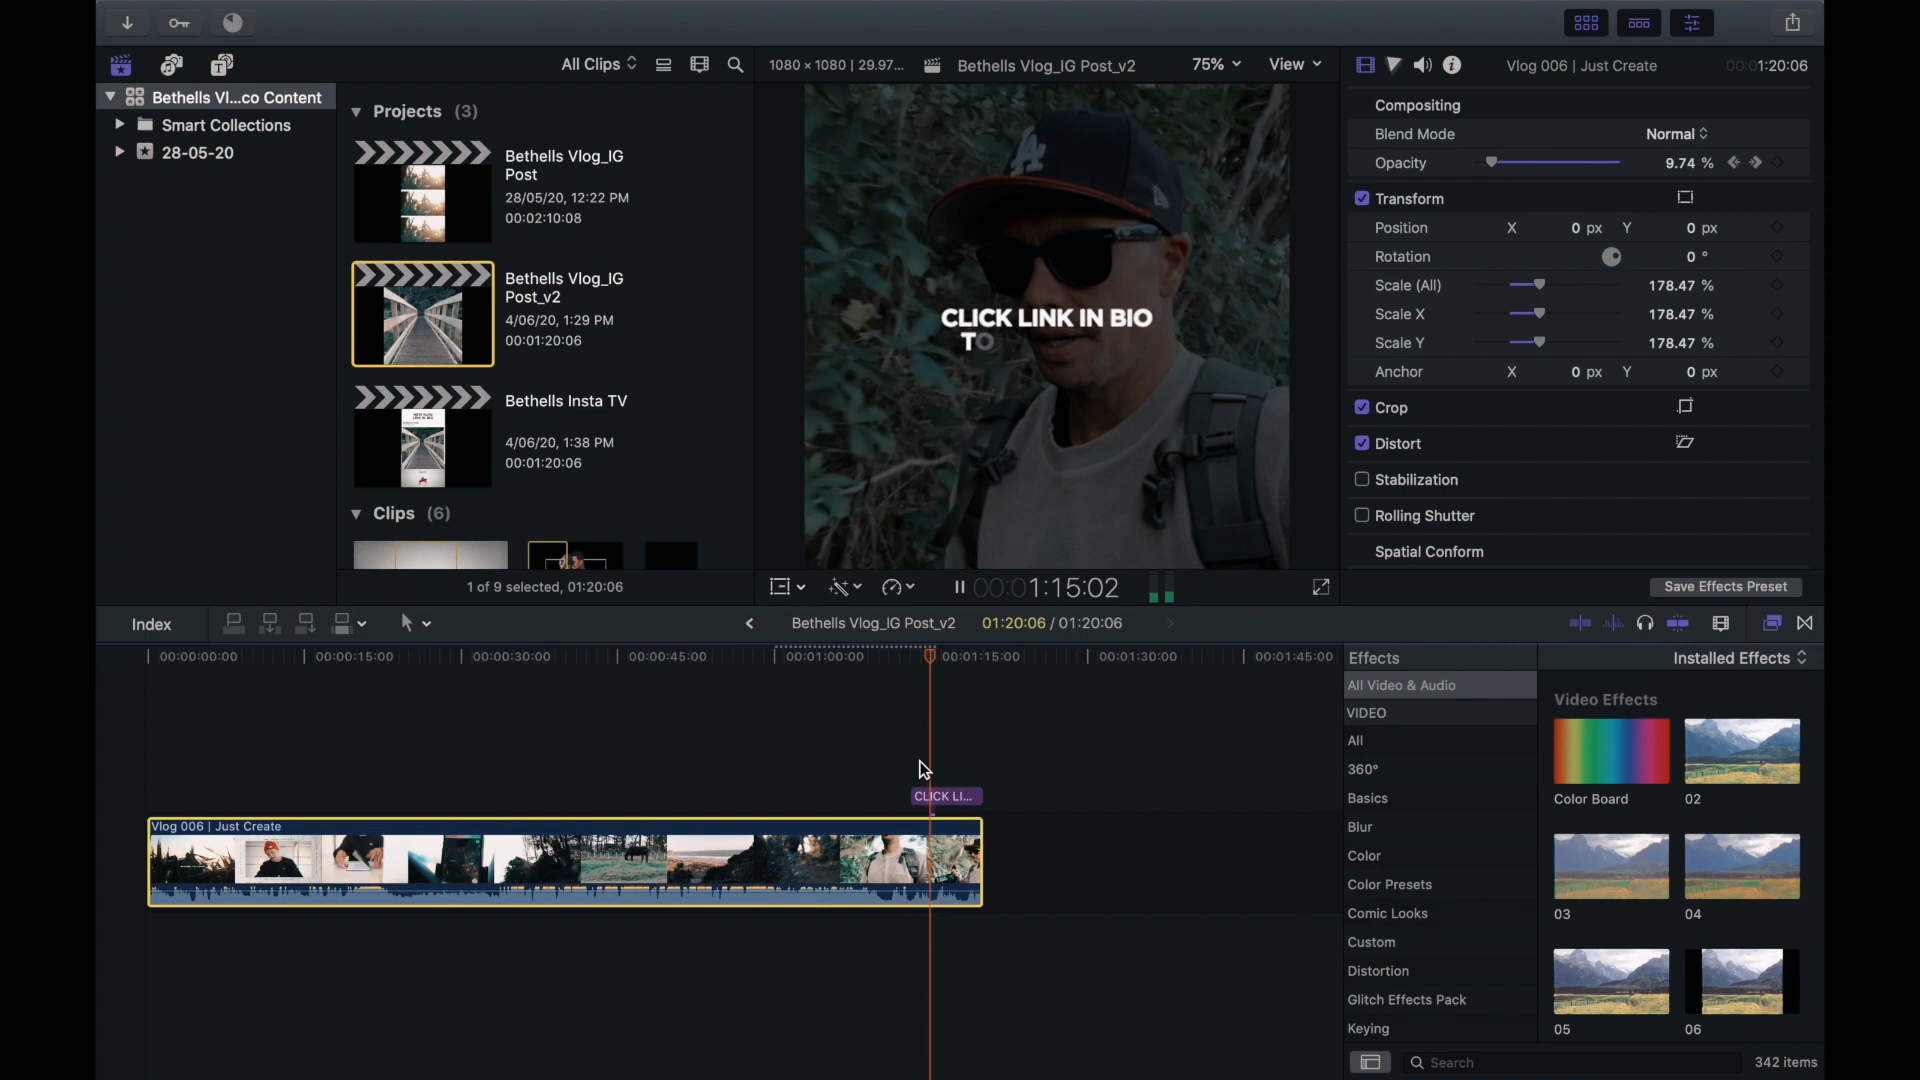 All Clips
1080 × 1080 | 29.97...
Bethells Vlog_IG Post_v2
75%
View
Vlog 006 | Just Create
00:01:20:06
Bethells Vl...co Content
Smart Collections
28-05-20
Projects (3)
Bethells Vlog_IG
Post
28/05/20, 12:22 PM
00:02:10:08
Bethells Vlog_IG
Post_v2
4/06/20, 1:29 PM
00:01:20:06
Bethells Insta TV
4/06/20, 1:38 PM
00:01:20:06
Clips (6)
1 of 9 selected, 01:20:06
CLICK LINK IN BIO
TO
00:01:15:02
Compositing
Blend Mode Normal
Opacity 9.74 %
Transform
Position X 0 px Y 0 px
Rotation 0 °
Scale (All) 178.47 %
Scale X 178.47 %
Scale Y 178.47 %
Anchor X 0 px Y 0 px
Crop
Distort
Stabilization
Rolling Shutter
Spatial Conform
Save Effects Preset
Index
Bethells Vlog_IG Post_v2
01:20:06 / 01:20:06
00:00:00:00 00:00:15:00 00:00:30:00 00:00:45:00 00:01:00:00 00:01:15:00 00:01:30:00 00:01:45:00
CLICK LI...
Vlog 006 | Just Create
Effects
Installed Effects
All Video & Audio
VIDEO
All
360°
Basics
Blur
Color
Color Presets
Comic Looks
Custom
Distortion
Glitch Effects Pack
Keying
Video Effects
Color Board
02
03
04
05
06
Search
342 items